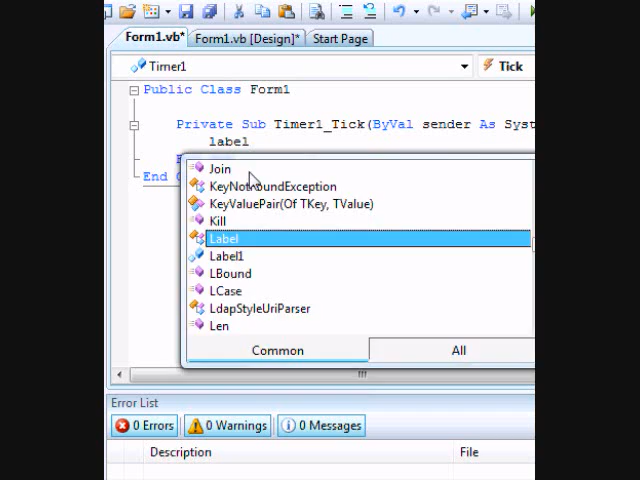 Form1.vb*
Form1.vb [Design]*
Start Page
Timer1
Tick
Public Class Form1
Private Sub Timer1_Tick(ByVal sender As Syst
label
End C
Join
KeyNotFoundException
KeyValuePair(Of TKey, TValue)
Kill
Label
Label1
LBound
LCase
LdapStyleUriParser
Len
Common
All
Error List
0 Errors
0 Warnings
0 Messages
Description
File